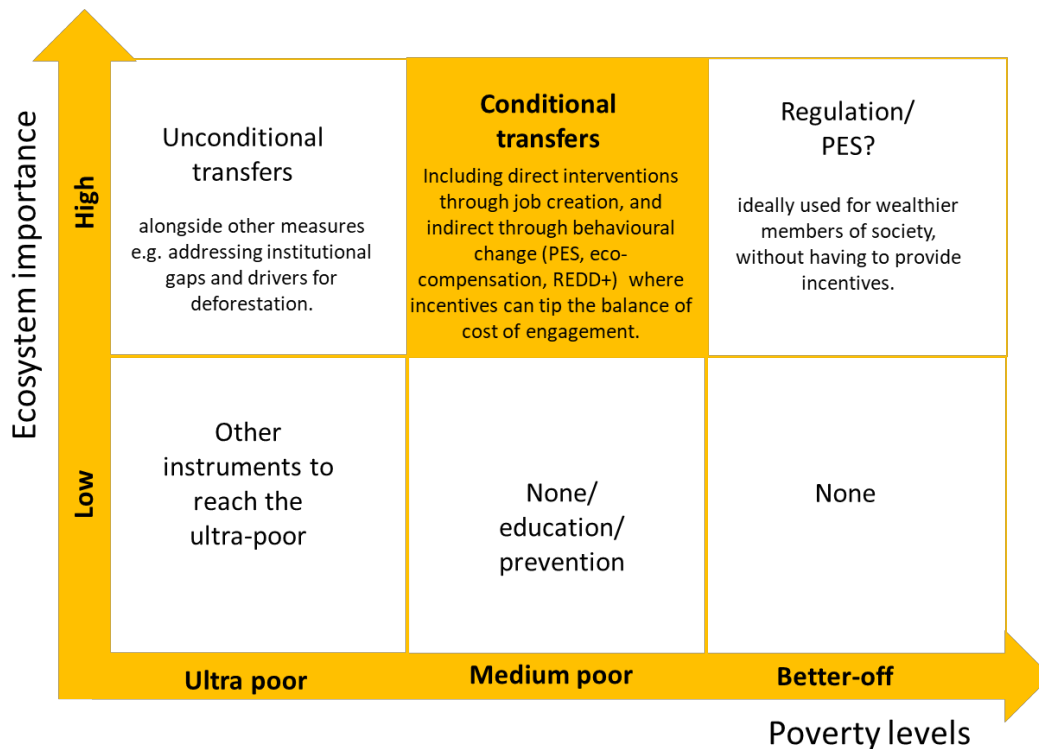 Ecosystem importance
High
Unconditional
transfers
alongside other measures
e.g. addressing institutional
gaps and drivers for
deforestation.
Conditional
transfers
Including direct interventions
through job creation, and
indirect through behavioural
change (PES, eco-
compensation, REDD+) where
incentives can tip the balance of
cost of engagement.
Regulation/
PES?
ideally used for wealthier
members of society,
without having to provide
incentives.
Low
Other
instruments to
reach the
ultra-poor
None/
education/
prevention
None
Ultra poor
Medium poor
Better-off
Poverty levels